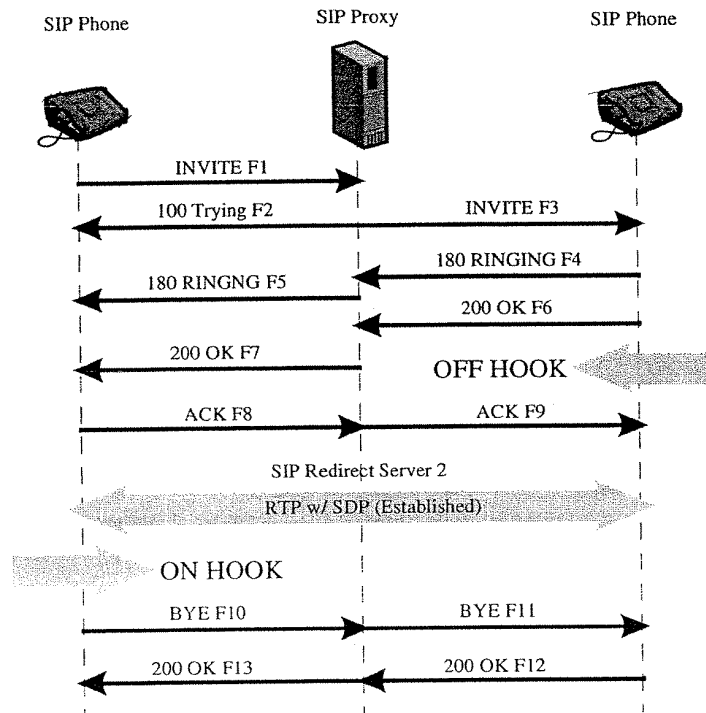 SIP Phone
SIP Proxy
SIP Phone
INVITE F1
100 Trying F2
INVITE F3
180 RINGING F4
180 RINGNG F5
200 OK F6
200 OK F7
OFF HOOK
ACK F8
ACK F9
SIP Redirect Server 2
RTP w/ SDP (Established)
ON HOOK
BYE F10
BYE F11
200 OK F13
200 OK F12